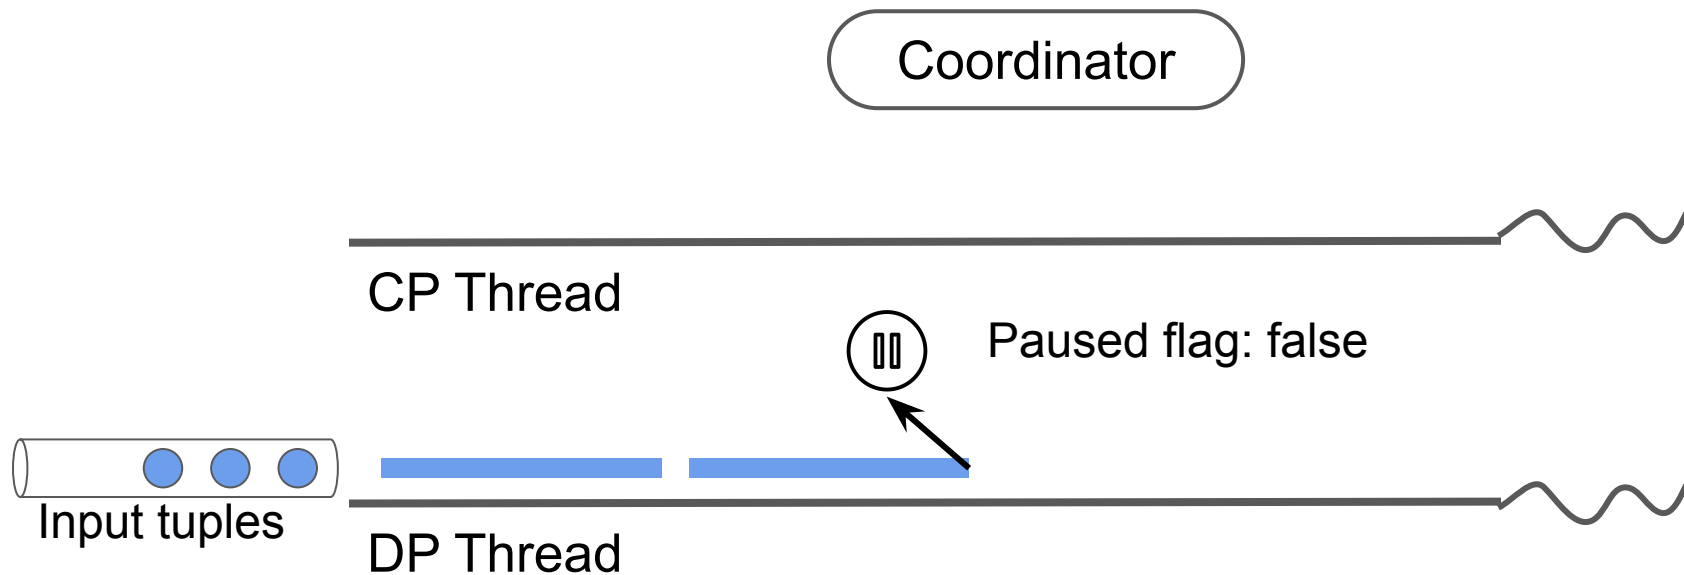 Coordinator
CP Thread
Paused flag: false
Input tuples
DP Thread